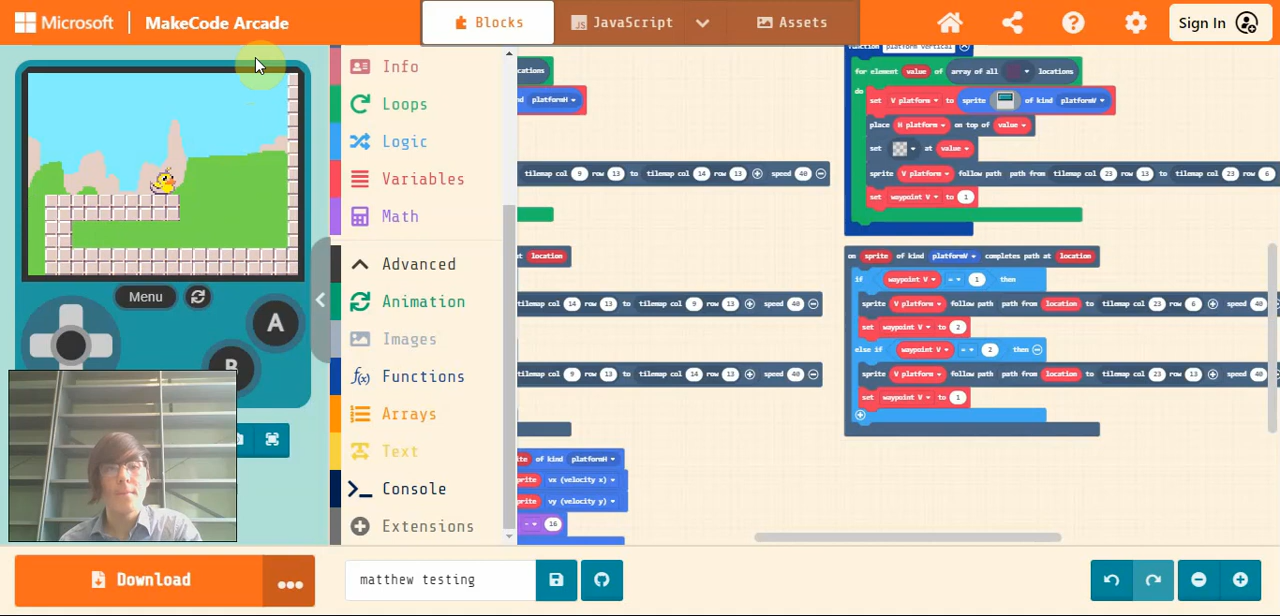 Microsoft
MakeCode Arcade
Blocks
JavaScript
Assets
Sign In
Info
Loops
Logic
Variables
Math
Advanced
Animation
Images
Functions
Arrays
Text
Console
Extensions
Menu
A
B
ocations
platformH
tilemap col 9 row 13 to tilemap col 14 row 13 speed 40
location
tilemap col 14 row 13 to tilemap col 9 row 13 speed 40
tilemap col 9 row 13 to tilemap col 14 row 13 speed 40
of kind platformH
vx (velocity x)
vy (velocity y)
- 16
function platform vertical
for element value of array of all locations
do
set V platform to sprite of kind platformV
place H platform on top of value
set at value
sprite V platform follow path path from tilemap col 23 row 13 to tilemap col 23 row 6
set waypoint V to 1
on sprite of kind platformV completes path at location
if waypoint V = 1 then
sprite V platform follow path path from location to tilemap col 23 row 6 speed 40
set waypoint V to 2
else if waypoint V = 2 then
sprite V platform follow path path from location to tilemap col 23 row 13 speed 40
set waypoint V to 1
Download
matthew testing